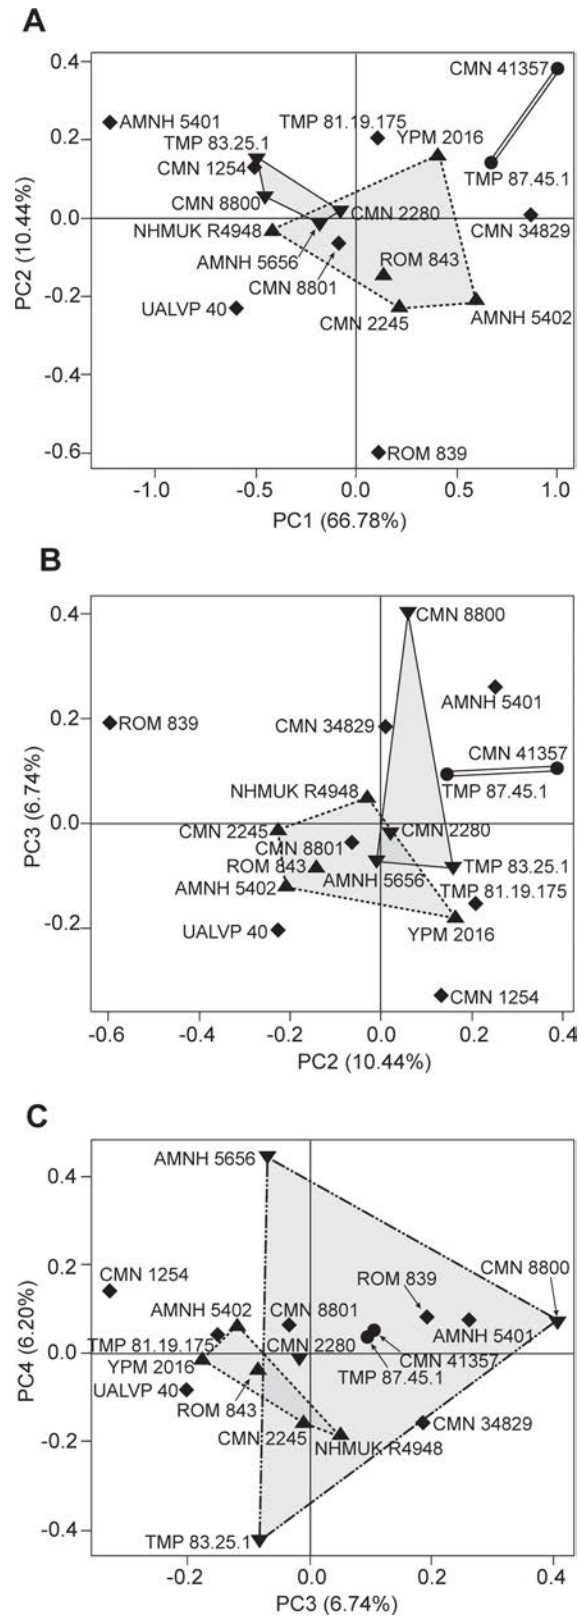 A
0.4
CMN 41357
AMNH 5401
TMP 81.19.175
0.2
TMP 83.25.1
YPM 2016
CMN 1254
TMP 87.45.1
CMN 8800
0.0
CMN 2280
CMN 34829
NHMUK R4948
AMNH 5656
ROM 843
CMN 8801
-0.2
UALVP 40
CMN 2245
AMNH 5402
-0.4
-0.6
ROM 839
PC2 (10.44%)
-1.0 -0.5 0.0 0.5 1.0
PC1 (66.78%)
B
0.4
CMN 8800
AMNH 5401
0.2
ROM 839
CMN 34829
CMN 41357
NHMUK R4948
TMP 87.45.1
0.0
CMN 2245
CMN 2280
CMN 8801
ROM 843
TMP 83.25.1
AMNH 5656
AMNH 5402
TMP 81.19.175
-0.2
UALVP 40
YPM 2016
CMN 1254
PC3 (6.74%)
-0.6 -0.4 -0.2 0.0 0.2 0.4
PC2 (10.44%)
C
AMNH 5656
0.4
0.2
CMN 1254
CMN 8800
ROM 839
AMNH 5402
CMN 8801
AMNH 5401
TMP 81.19.175
CMN 2280
0.0
YPM 2016
CMN 41357
TMP 87.45.1
UALVP 40
ROM 843
CMN 34829
CMN 2245
NHMUK R4948
-0.2
-0.4
TMP 83.25.1
PC4 (6.20%)
-0.2 0.0 0.2 0.4
PC3 (6.74%)